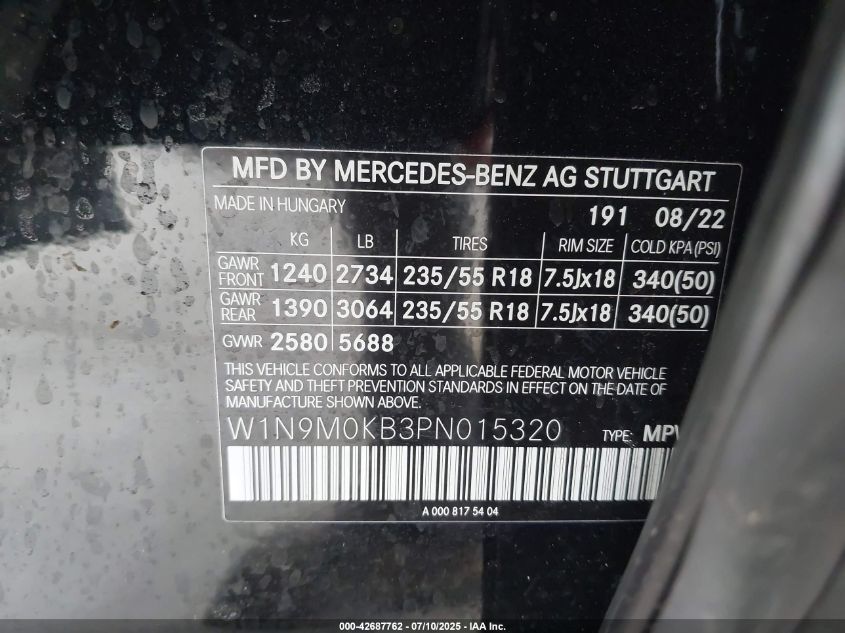 MFD BY MERCEDES-BENZ AG STUTTGART
MADE IN HUNGARY 191 08/22
KG LB TIRES RIM SIZE COLD KPA (PSI)
GAWR FRONT 1240 2734 235/55 R18 7.5Jx18 340(50)
GAWR REAR 1390 3064 235/55 R18 7.5Jx18 340(50)
GVWR 2580 5688
THIS VEHICLE CONFORMS TO ALL APPLICABLE FEDERAL MOTOR VEHICLE
SAFETY AND THEFT PREVENTION STANDARDS IN EFFECT ON THE DATE OF
MANUFACTURE SHOWN ABOVE.
W1N9M0KB3PN015320 TYPE: MPV
A 000 817 54 04
000-42687762 - 07/10/2025 - IAA Inc.